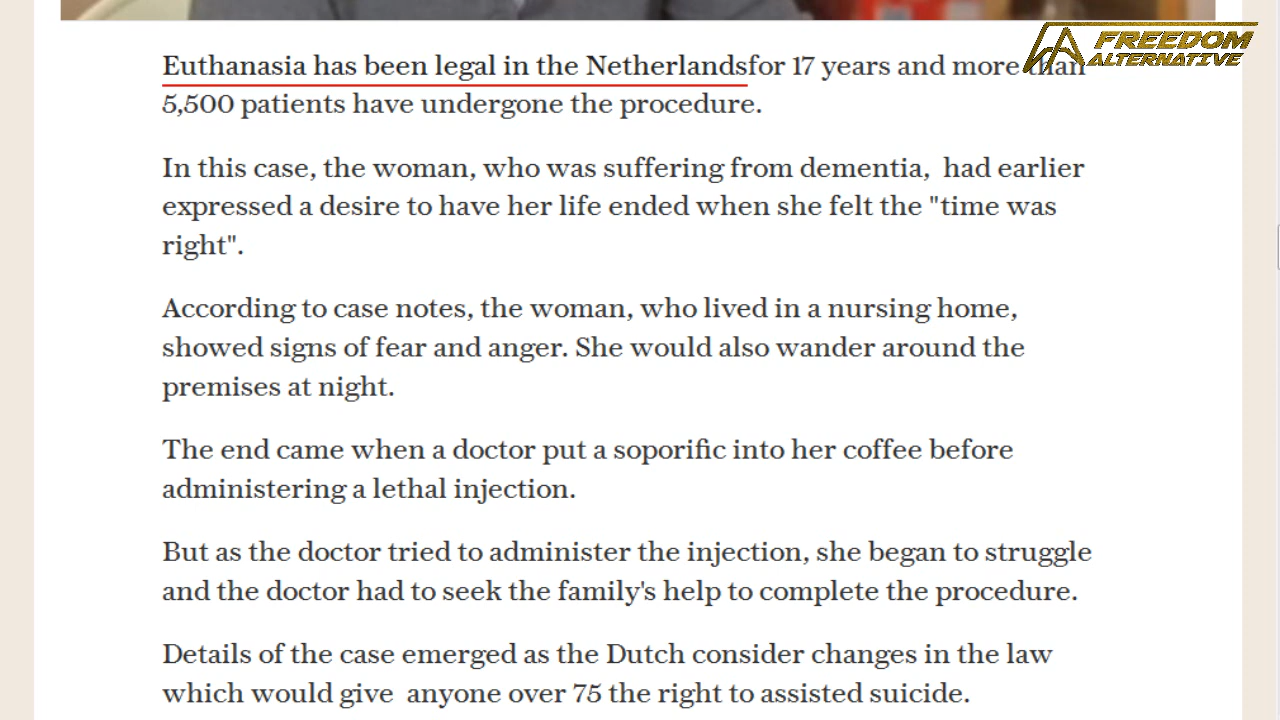 FREEDOM
ALTERNATIVE
Euthanasia has been legal in the Netherlandsfor 17 years and more than
5,500 patients have undergone the procedure.
In this case, the woman, who was suffering from dementia,  had earlier
expressed a desire to have her life ended when she felt the "time was
right".
According to case notes, the woman, who lived in a nursing home,
showed signs of fear and anger. She would also wander around the
premises at night.
The end came when a doctor put a soporific into her coffee before
administering a lethal injection.
But as the doctor tried to administer the injection, she began to struggle
and the doctor had to seek the family's help to complete the procedure.
Details of the case emerged as the Dutch consider changes in the law
which would give  anyone over 75 the right to assisted suicide.